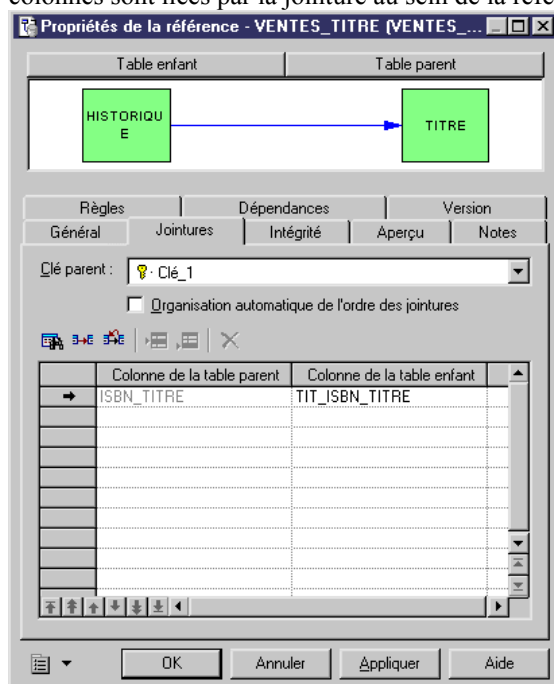 colonnes sont liées par la jointure au sein de la réfé
Propriétés de la référence - VENTES_TITRE (VENTES_...
Table enfant Table parent
HISTORIQU
E
TITRE
Règles Dépendances Version
Général Jointures Intégrité Aperçu Notes
Clé parent : Clé_1
Organisation automatique de l'ordre des jointures
Colonne de la table parent Colonne de la table enfant
ISBN_TITRE TIT_ISBN_TITRE
OK Annuler Appliquer Aide